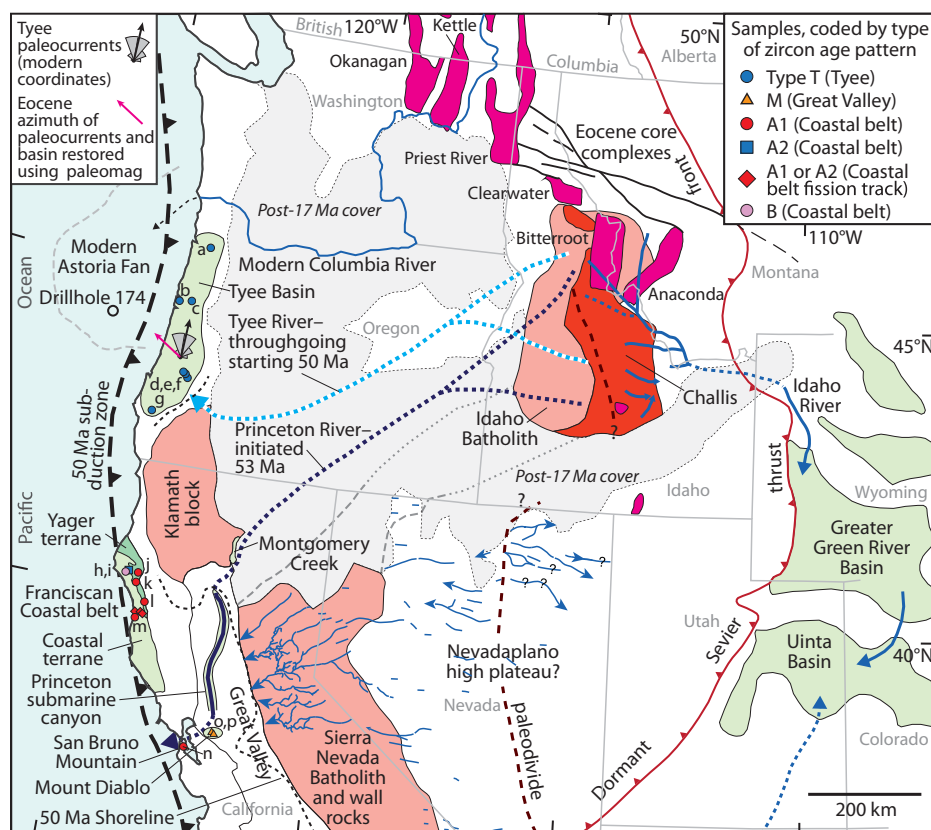 Tyee
paleocurrents
(modern
coordinates)
Eocene
azimuth of
paleocurrents and
basin restored
using paleomag
British
120°W
Kettle
Okanagan
Columbia
50°N
Alberta
Washington
Priest River
Eocene core
complexes
Clearwater
front
Samples, coded by type
of zircon age pattern
Type T (Tyee)
M (Great Valley)
A1 (Coastal belt)
A2 (Coastal belt)
A1 or A2 (Coastal
belt fission track)
B (Coastal belt)
110°W
Montana
Post-17 Ma cover
Bitterroot
Anaconda
Ocean
Modern
Astoria Fan
Drillhole 174
a
Modern Columbia River
Tyee Basin
b
c
Tyee River–
throughgoing
starting 50 Ma
Oregon
d,e,f
g
50 Ma sub-
duction zone
45°N
Idaho
River
Challis
Idaho
Batholith
?
Princeton River–
initiated
53 Ma
Post-17 Ma cover
Idaho
thrust
Wyoming
Pacific
Klamath
block
Yager
terrane
Montgomery
Creek
?
?
?
?
?
Greater
Green River
Basin
h,i
j
k
l
m
Franciscan
Coastal belt
Coastal
terrane
Princeton
submarine
canyon
Nevadaplano
high plateau?
Nevada
Utah
Sevier
Uinta
Basin
40°N
Colorado
paleodivide
Dormant
Great Valley
o,p
n
San Bruno
Mountain
Mount Diablo
50 Ma Shoreline
California
Sierra
Nevada
Batholith
and wall
rocks
200 km